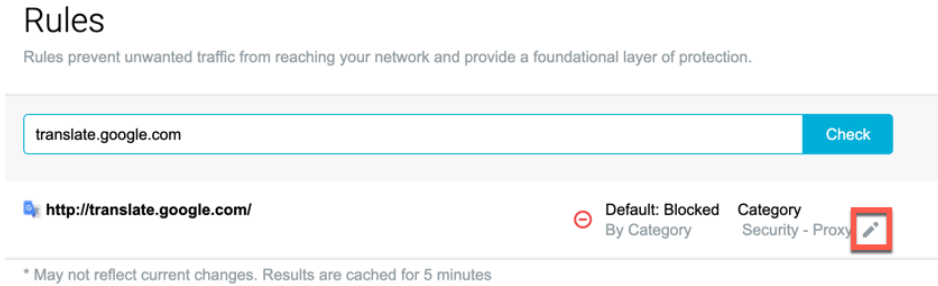 Rules
Rules prevent unwanted traffic from reaching your network and provide a foundational layer of protection.
translate.google.com
Check
http://translate.google.com/
Default: Blocked
By Category
Category
Security - Proxy
* May not reflect current changes. Results are cached for 5 minutes